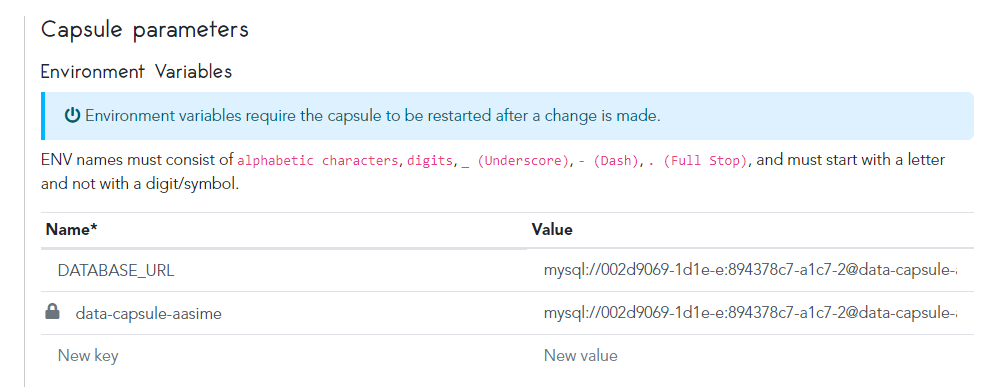 Capsule parameters
Environment Variables
Environment variables require the capsule to be restarted after a change is made.
ENV names must consist of alphabetic characters, digits, _ (Underscore), - (Dash), . (Full Stop), and must start with a letter
and not with a digit/symbol.
Name* Value
DATABASE_URL mysql://002d9069-1d1e-e:894378c7-a1c7-2@data-capsule-
data-capsule-aasime mysql://002d9069-1d1e-e:894378c7-a1c7-2@data-capsule-
New key New value